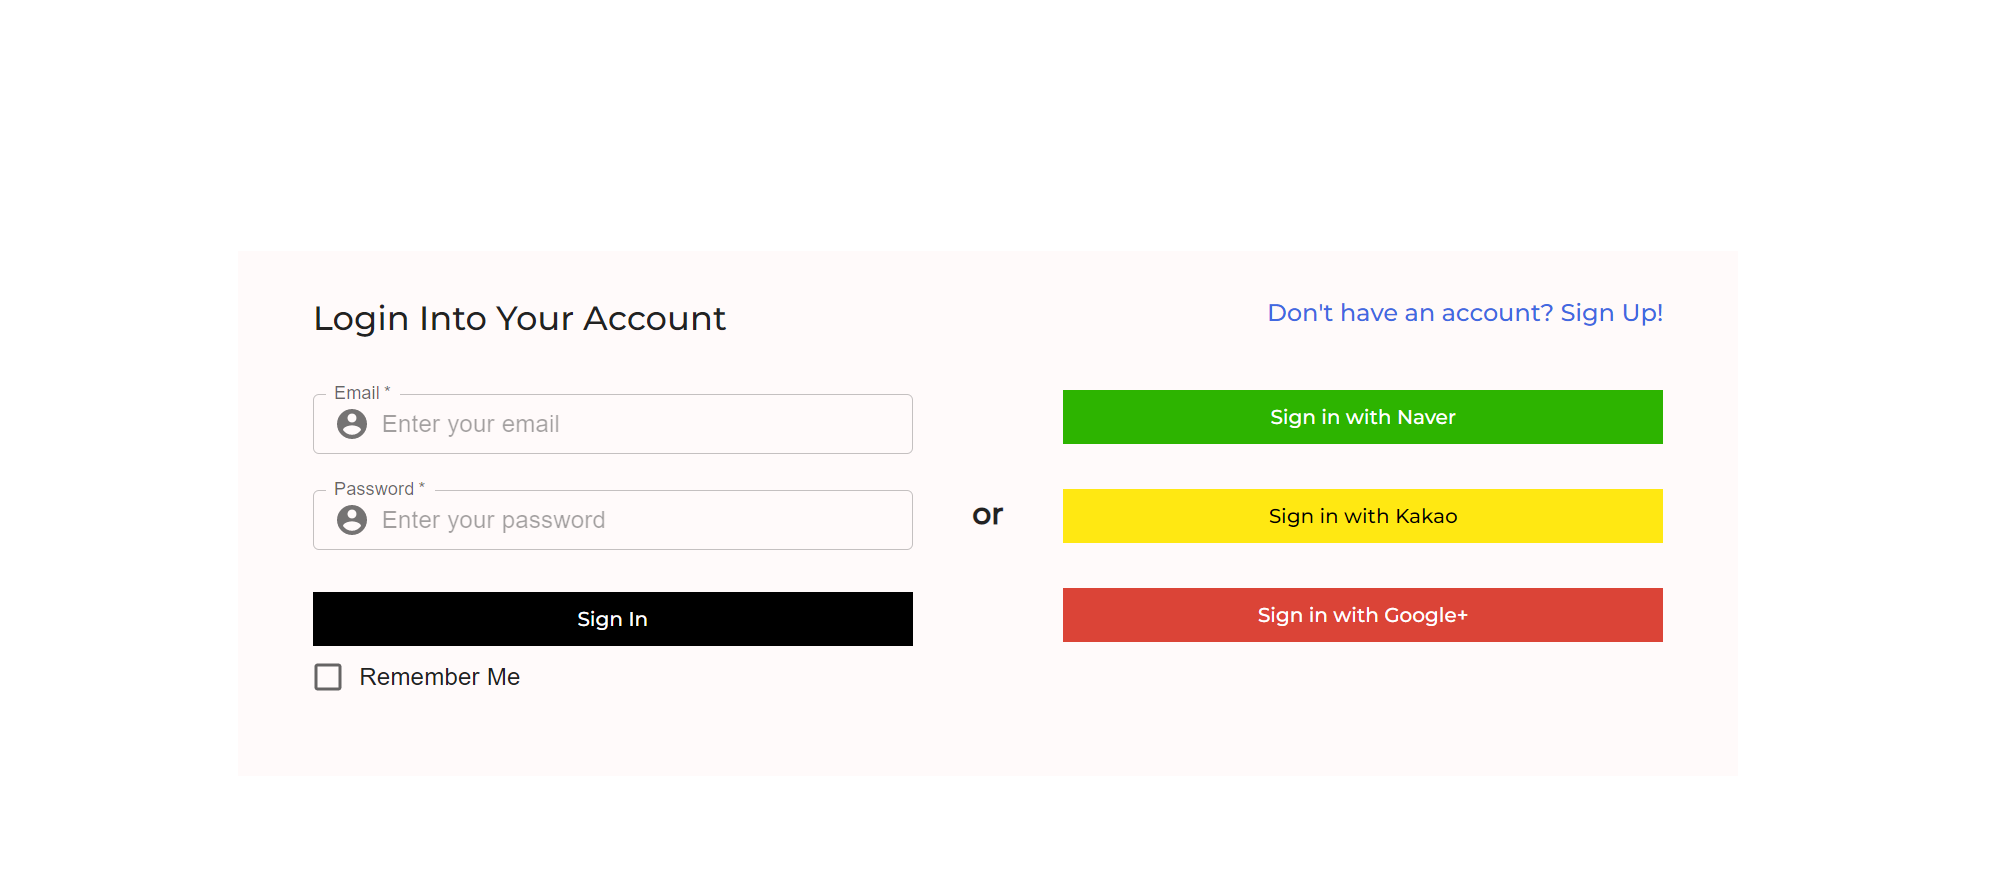 Login Into Your Account
Don't have an account? Sign Up!
Email *
Enter your email
Password *
Enter your password
Sign In
Remember Me
or
Sign in with Naver
Sign in with Kakao
Sign in with Google+